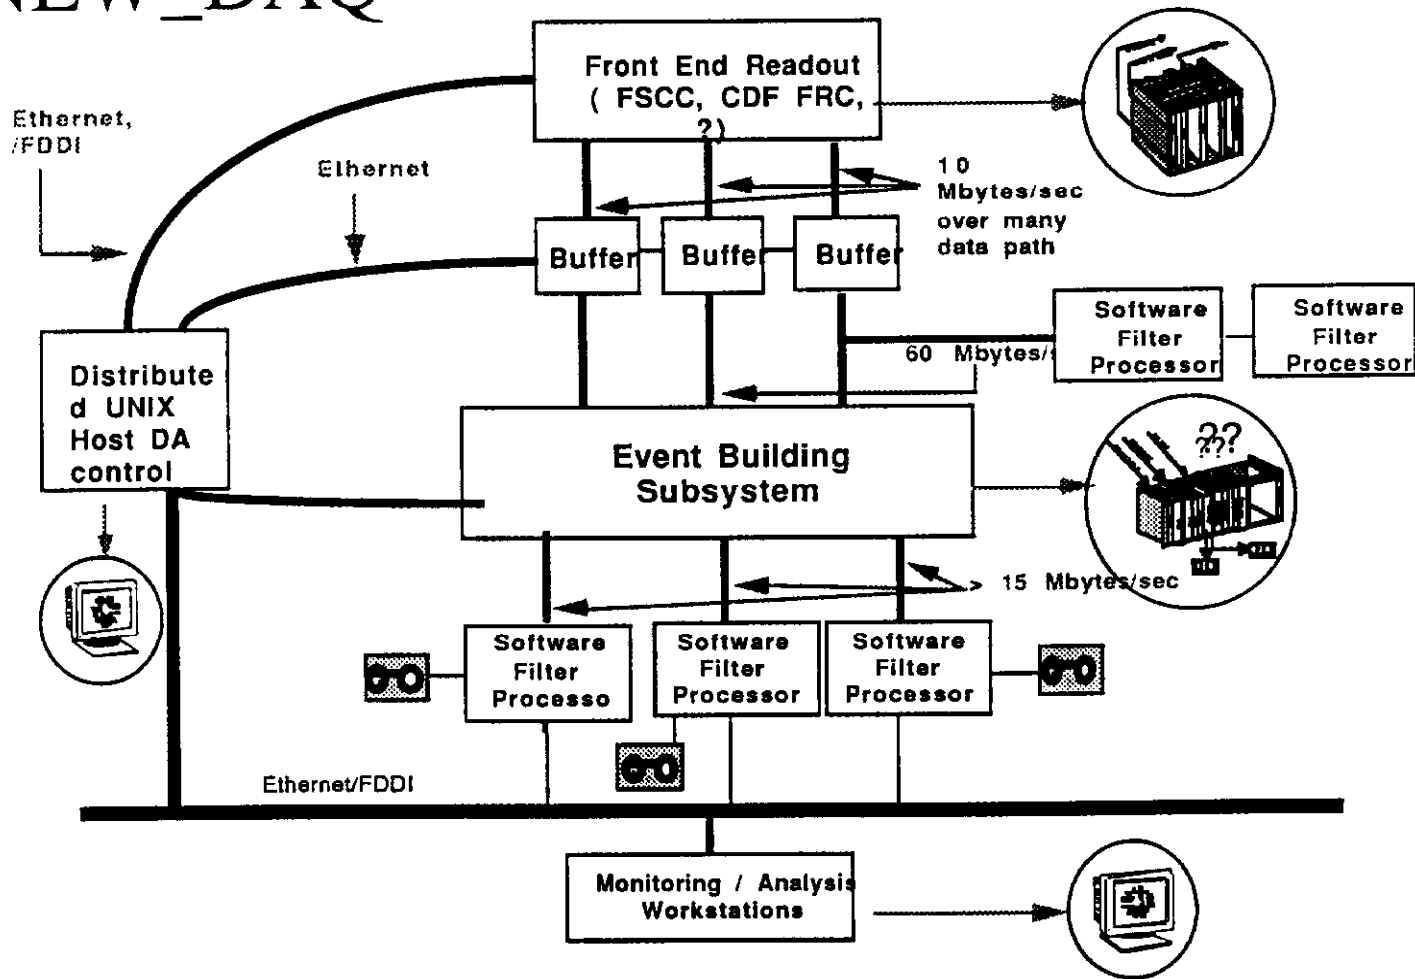 NEW_DAQ
Front End Readout
( FSCC, CDF FRC,
?)
Ethernet,
/FDDI
Elhernet
10
Mbytes/sec
over many
data path
Buffer
Buffer
Buffer
Software
Filter
Processor
Software
Filter
Processor
60 Mbytes/
Distribute
d UNIX
Host DA
control
Event Building
Subsystem
??
??
> 15 Mbytes/sec
Software
Filter
Processo
Software
Filter
Processor
Software
Filter
Processor
Ethernet/FDDI
Monitoring / Analysis
Workstations